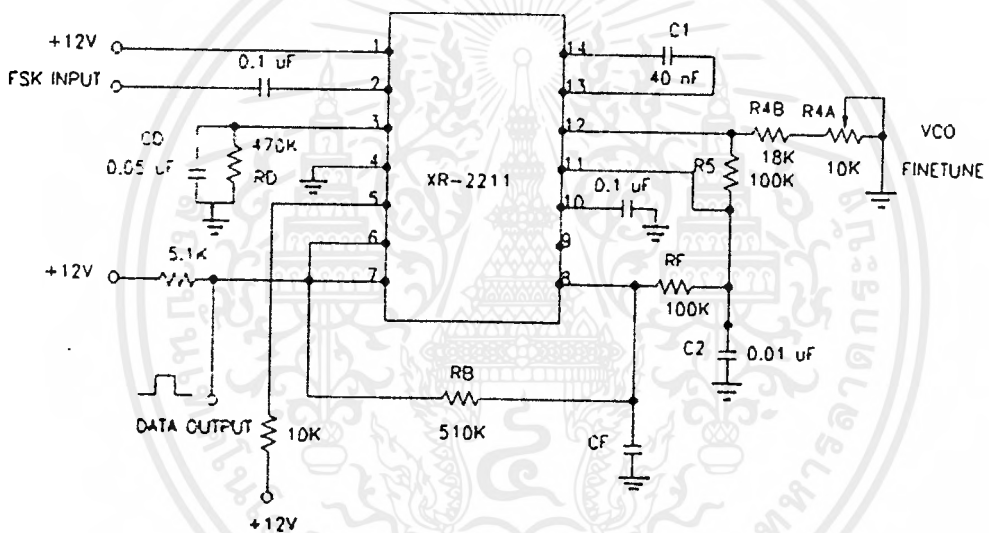 +12V
1
14
C1
FSK INPUT
0.1 uF
2
13
40 nF
3
12
R4B
R4A
VCO
FINETUNE
CD
0.05 uF
470K
RD
18K
10K
4
XR-2211
11
R5
100K
5
10
0.1 uF
6
9
5.1K
+12V
7
8
RF
100K
C2
0.01 uF
RB
510K
DATA OUTPUT
10K
CF
+12V